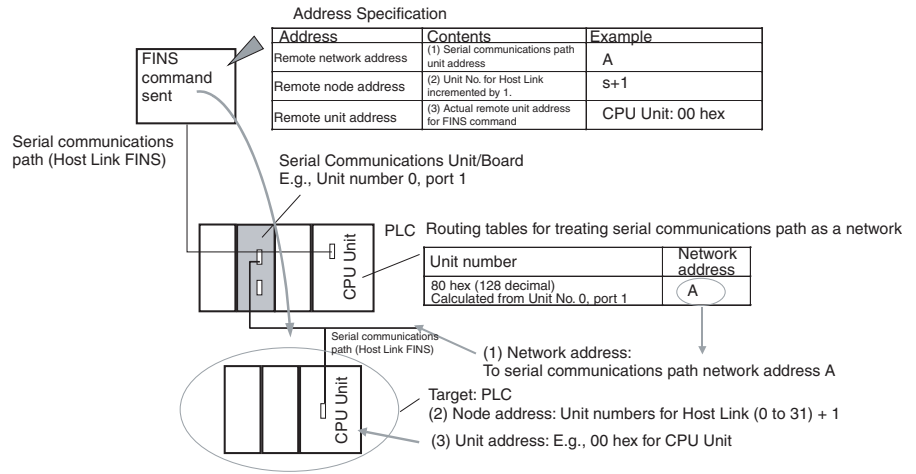 Address Specification
Address Contents Example
Remote network address (1) Serial communications path unit address A
Remote node address (2) Unit No. for Host Link incremented by 1. s+1
Remote unit address (3) Actual remote unit address for FINS command CPU Unit: 00 hex
FINS
command
sent
Serial communications
path (Host Link FINS)
Serial Communications Unit/Board
E.g., Unit number 0, port 1
CPU Unit
PLC
Routing tables for treating serial communications path as a network
Unit number Network address
80 hex (128 decimal)
Calculated from Unit No. 0, port 1
A
Serial communications
path (Host Link FINS)
(1) Network address:
To serial communications path network address A
CPU Unit
Target: PLC
(2) Node address: Unit numbers for Host Link (0 to 31) + 1
(3) Unit address: E.g., 00 hex for CPU Unit